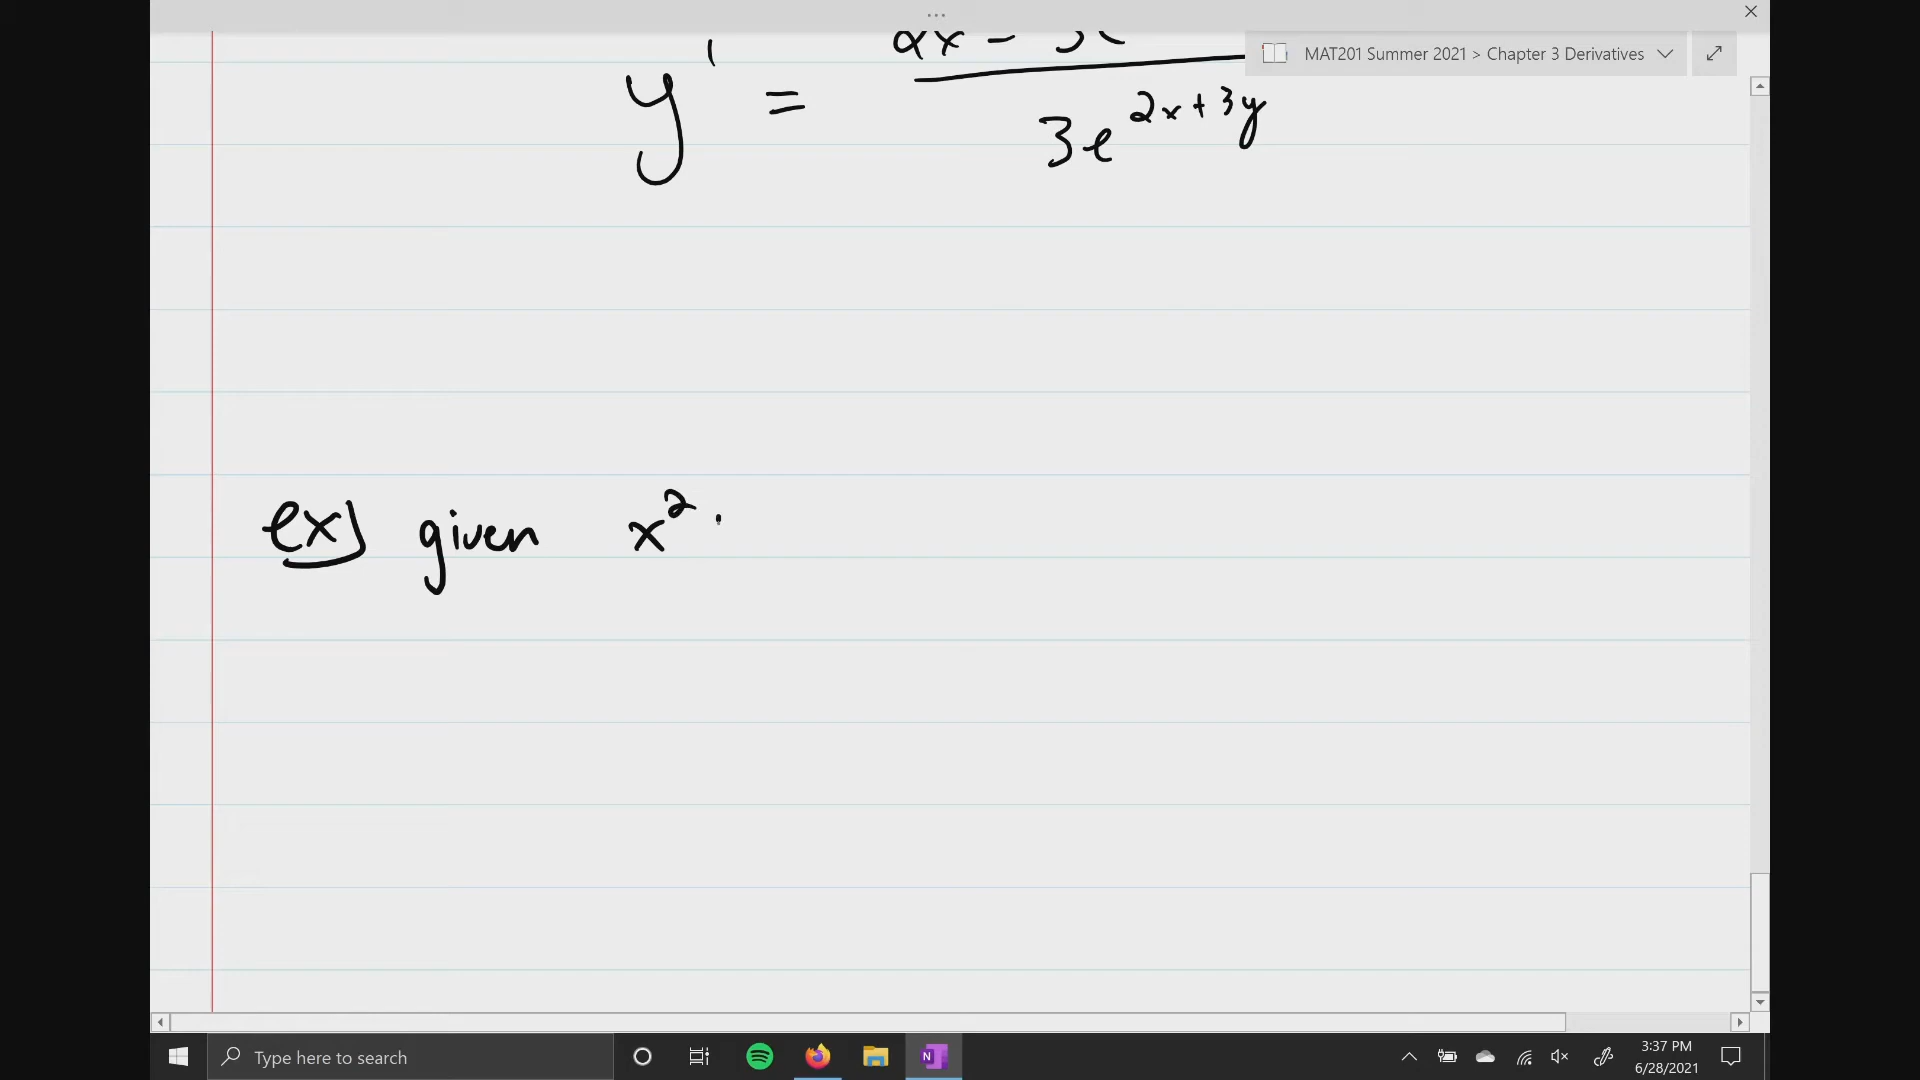 MAT201 Summer 2021 > Chapter 3 Derivatives
y' =
3e^{2x+3y}
ex) given x^2 ·
Type here to search
3:37 PM
6/28/2021